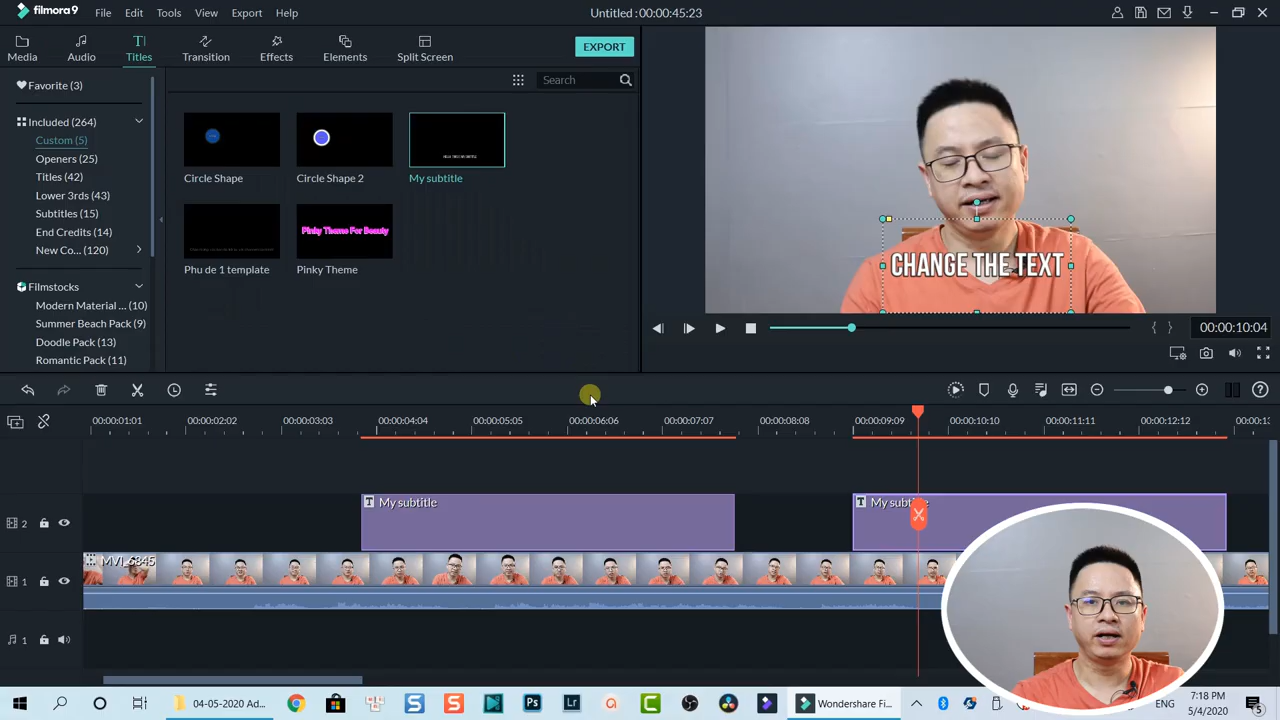 filmora9
File Edit Tools View Export Help
Untitled : 00:00:45:23
Media Audio Titles Transition Effects Elements Split Screen
EXPORT
Favorite (3)
Search
Included (264)
Custom (5)
Openers (25)
Titles (42)
Lower 3rds (43)
Subtitles (15)
End Credits (14)
New Co... (120)
Filmstocks
Modern Material ... (10)
Summer Beach Pack (9)
Doodle Pack (13)
Romantic Pack (11)
Circle Shape
Circle Shape 2
My subtitle
Pinky Theme For Beauty
Phu de 1 template
Pinky Theme
CHANGE THE TEXT
00:00:10:04
00:00:01:01 00:00:02:02 00:00:03:03 00:00:04:04 00:00:05:05 00:00:06:06 00:00:07:07 00:00:08:08 00:00:09:09 00:00:10:10 00:00:11:11 00:00:12:12 00:00:1
My subtitle
My subtitle
2
MVI_6845
1
1
04-05-2020 Ad...
Ps
Lr
Wondershare Fi...
ENG
7:18 PM
5/4/2020
5